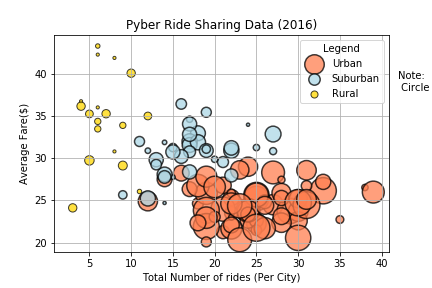 Pyber Ride Sharing Data (2016)
Legend
Urban
Suburban
Rural
Note:
Circle
Average Fare($)
40
35
30
25
20
5 10 15 20 25 30 35 40
Total Number of rides (Per City)